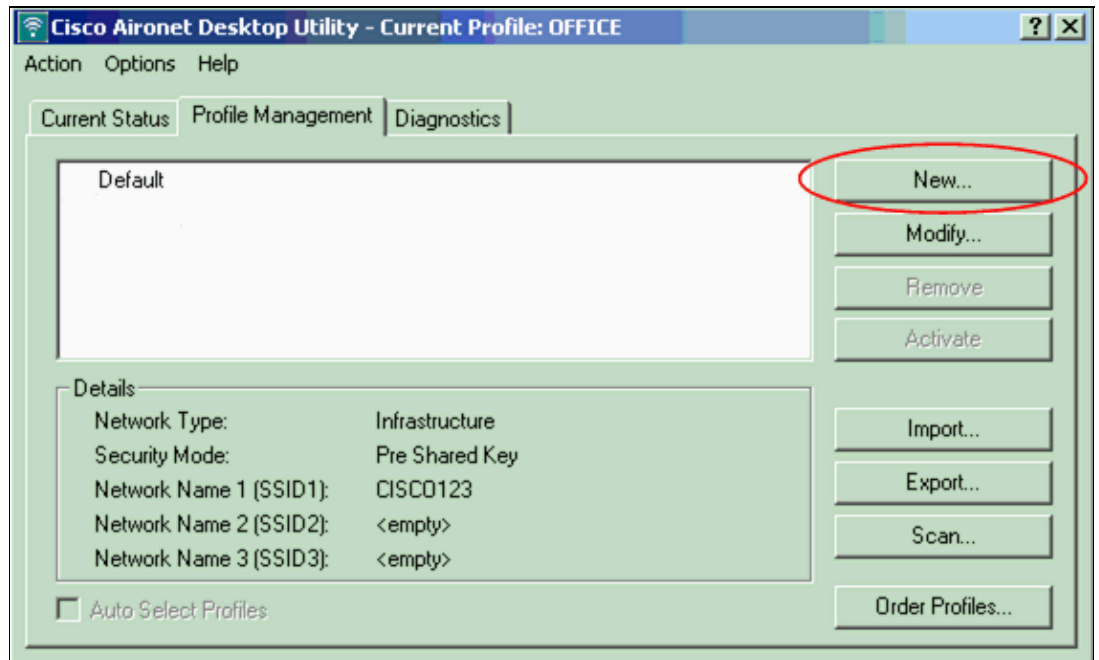 Cisco Aironet Desktop Utility - Current Profile: OFFICE
Action Options Help
Current Status Profile Management Diagnostics
Default
New...
Modify...
Remove
Activate
Details
Network Type: Infrastructure
Security Mode: Pre Shared Key
Network Name 1 (SSID1): CISCO123
Network Name 2 (SSID2): <empty>
Network Name 3 (SSID3): <empty>
Import...
Export...
Scan...
Auto Select Profiles
Order Profiles...